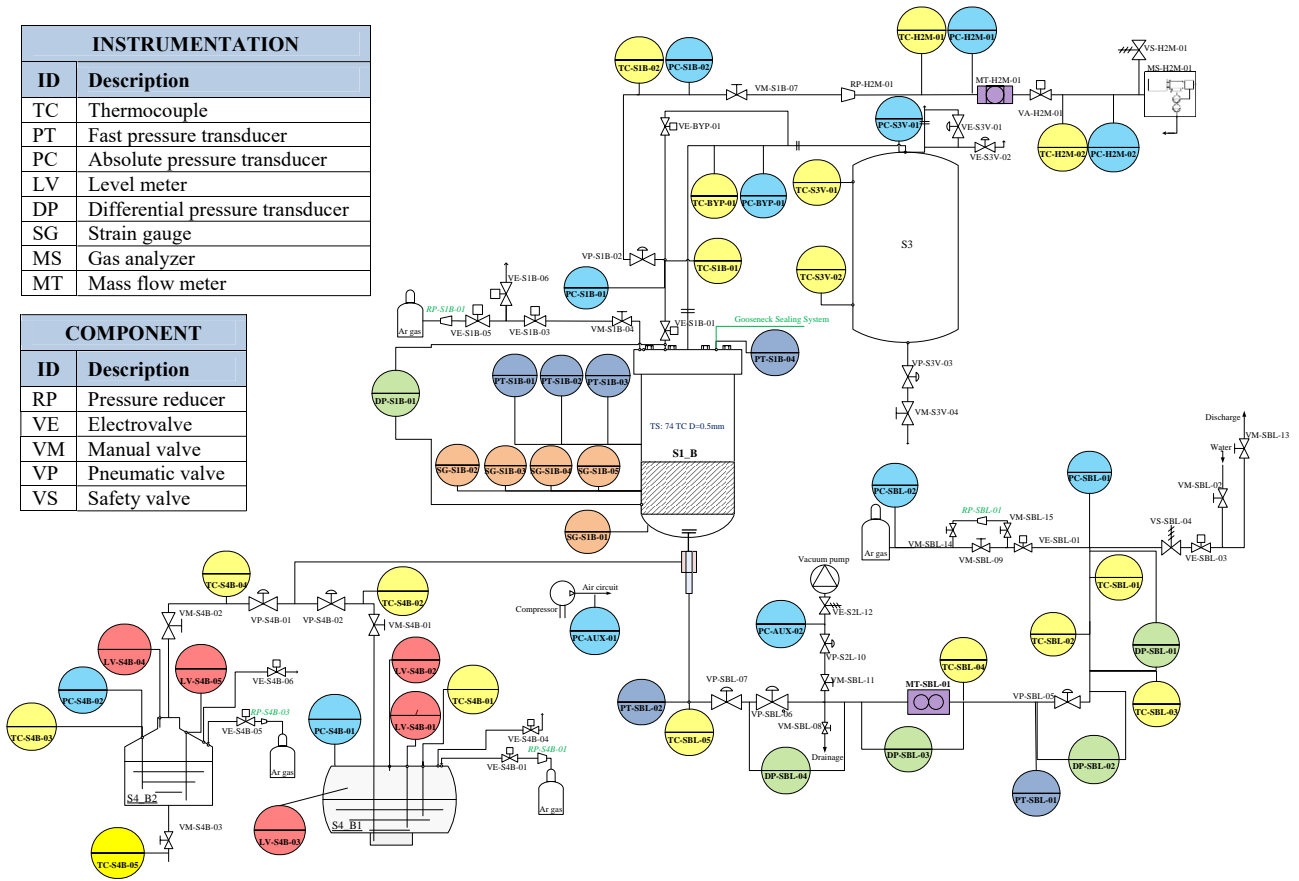 INSTRUMENTATION
ID Description
TC Thermocouple
PT Fast pressure transducer
PC Absolute pressure transducer
LV Level meter
DP Differential pressure transducer
SG Strain gauge
MS Gas analyzer
MT Mass flow meter
COMPONENT
ID Description
RP Pressure reducer
VE Electrovalve
VM Manual valve
VP Pneumatic valve
VS Safety valve
TC-H2M-01
PC-H2M-01
VS-H2M-01
TC-S1B-02
PC-S1B-02
VM-S1B-07
RP-H2M-01
MT-H2M-01
MS-H2M-01
VA-H2M-01
VE-BYP-01
PC-S3V-01
VE-S3V-01
VE-S3V-02
TC-H2M-02
PC-H2M-02
TC-BYP-01
PC-BYP-01
TC-S3V-01
S3
VP-S1B-02
TC-S1B-01
TC-S3V-02
VE-S1B-06
PC-S1B-01
RP-S1B-01
Ar gas
VE-S1B-05
VE-S1B-03
VM-S1B-04
VE-S1B-01
Gooseneck Sealing System
PT-S1B-04
VP-S3V-03
VM-S3V-04
PT-S1B-01
PT-S1B-02
PT-S1B-03
DP-S1B-01
TS: 74 TC D=0.5mm
S1_B
SG-S1B-02
SG-S1B-03
SG-S1B-04
SG-S1B-05
SG-S1B-01
Discharge
VM-SBL-13
Water
VM-SBL-02
PC-SBL-02
PC-SBL-01
RP-SBL-01
VM-SBL-15
VS-SBL-04
Ar gas
VM-SBL-14
VM-SBL-09
VE-SBL-01
VE-SBL-03
TC-SBL-01
Vacuum pump
TC-S4B-04
TC-S4B-02
Air circuit
Compressor
VE-S2L-12
VM-S4B-02
VP-S4B-01
VP-S4B-02
VM-S4B-01
PC-AUX-01
PC-AUX-02
TC-SBL-02
DP-SBL-01
VP-S2L-10
LV-S4B-04
LV-S4B-05
LV-S4B-02
TC-SBL-04
VM-SBL-11
PC-S4B-02
VE-S4B-06
TC-S4B-01
VP-SBL-07
MT-SBL-01
VP-SBL-05
PT-SBL-02
VP-SBL-06
TC-SBL-03
RP-S4B-03
LV-S4B-01
VM-SBL-08
TC-S4B-03
VE-S4B-05
PC-S4B-01
VE-S4B-04
RP-S4B-01
TC-SBL-05
Drainage
DP-SBL-03
DP-SBL-02
VE-S4B-01
Ar gas
DP-SBL-04
S4_B2
PT-SBL-01
Ar gas
VM-S4B-03
S4_B1
LV-S4B-03
TC-S4B-05